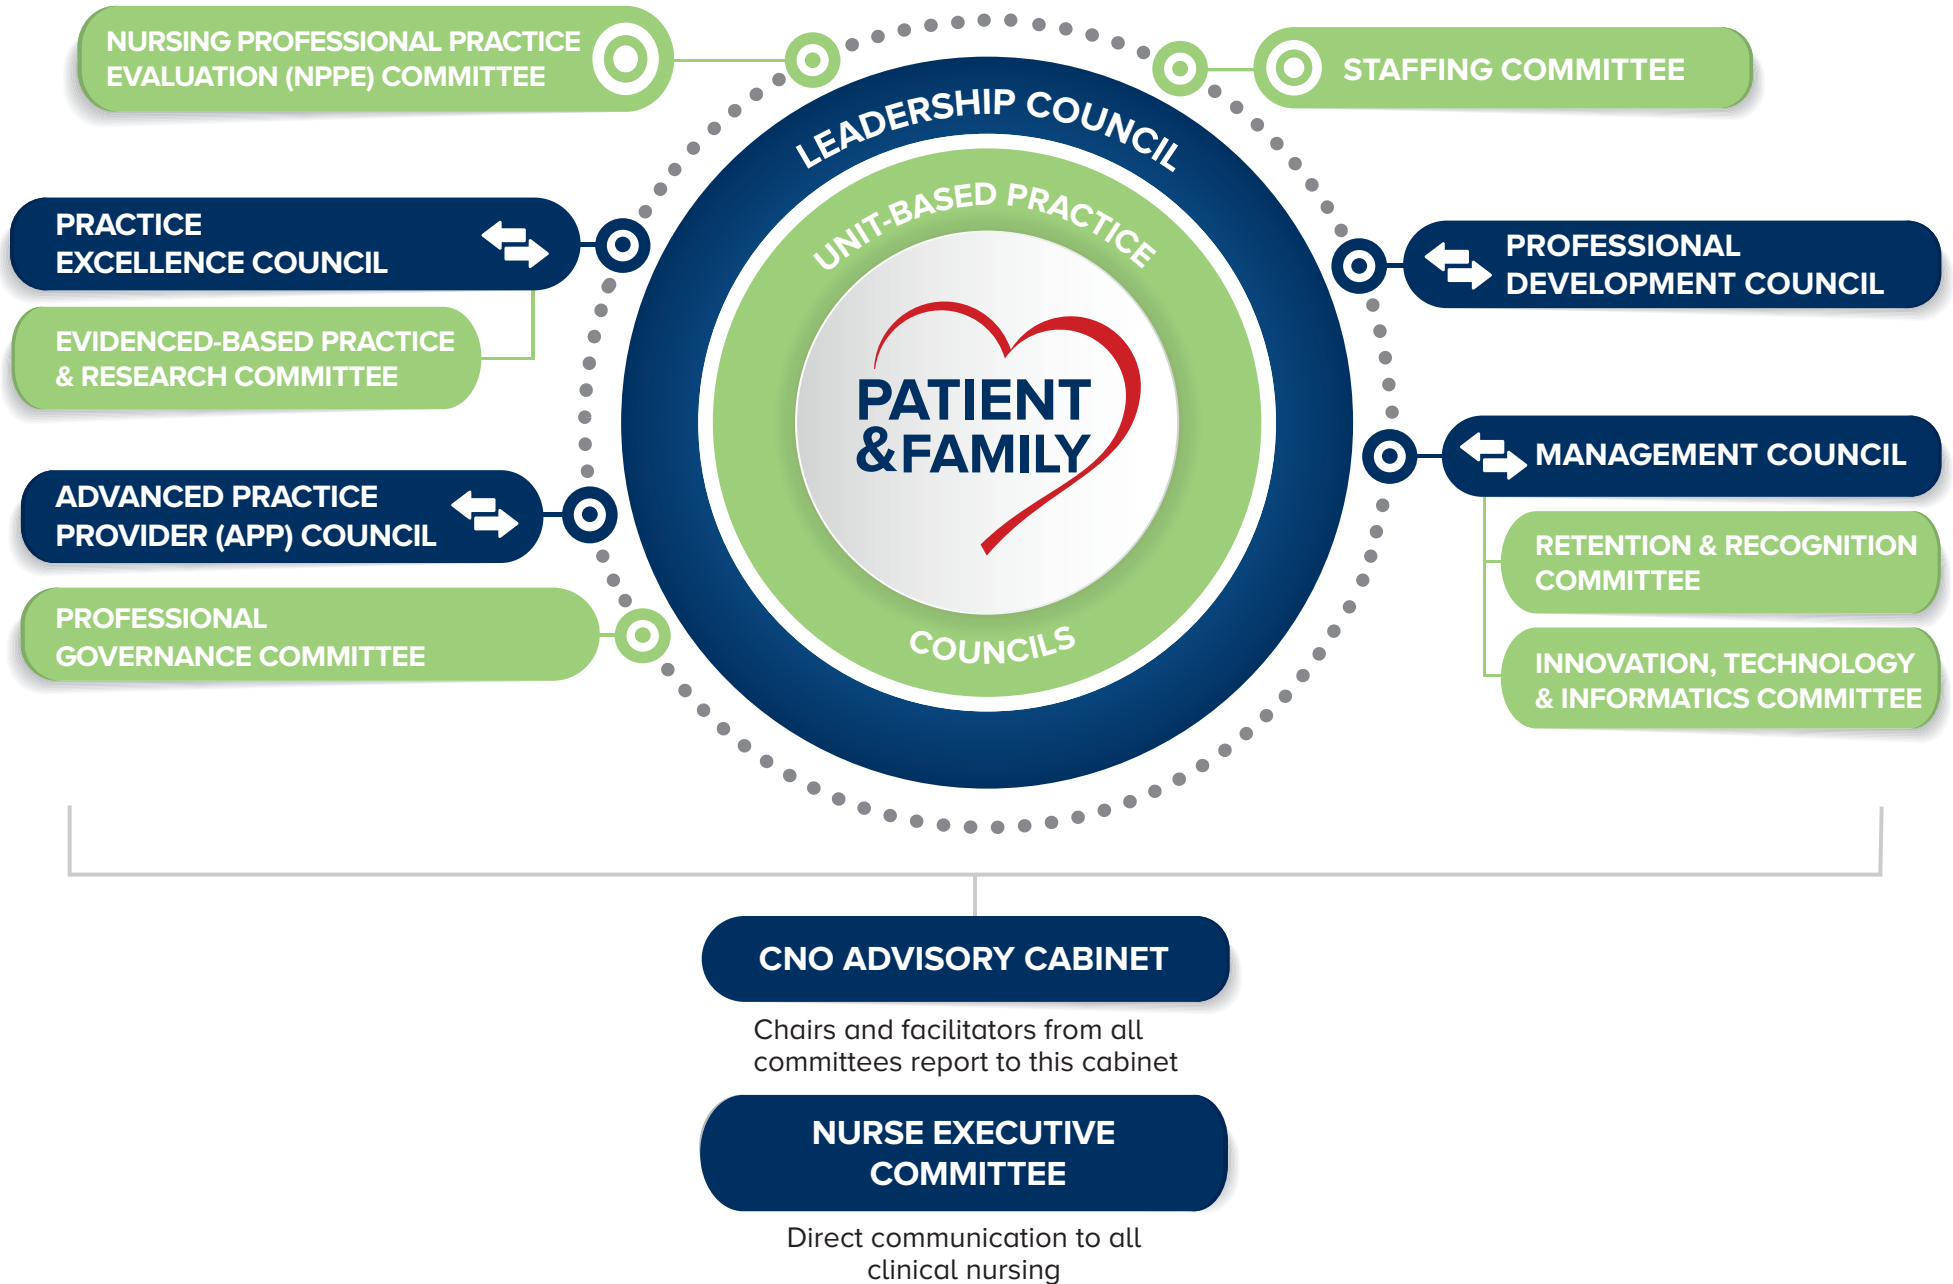 NURSING PROFESSIONAL PRACTICE
EVALUATION (NPPE) COMMITTEE
STAFFING COMMITTEE
LEADERSHIP COUNCIL
UNIT-BASED PRACTICE
COUNCILS
PATIENT
&FAMILY
PRACTICE
EXCELLENCE COUNCIL
EVIDENCED-BASED PRACTICE
& RESEARCH COMMITTEE
ADVANCED PRACTICE
PROVIDER (APP) COUNCIL
PROFESSIONAL
GOVERNANCE COMMITTEE
PROFESSIONAL
DEVELOPMENT COUNCIL
MANAGEMENT COUNCIL
RETENTION & RECOGNITION
COMMITTEE
INNOVATION, TECHNOLOGY
& INFORMATICS COMMITTEE
CNO ADVISORY CABINET
Chairs and facilitators from all
committees report to this cabinet
NURSE EXECUTIVE
COMMITTEE
Direct communication to all
clinical nursing